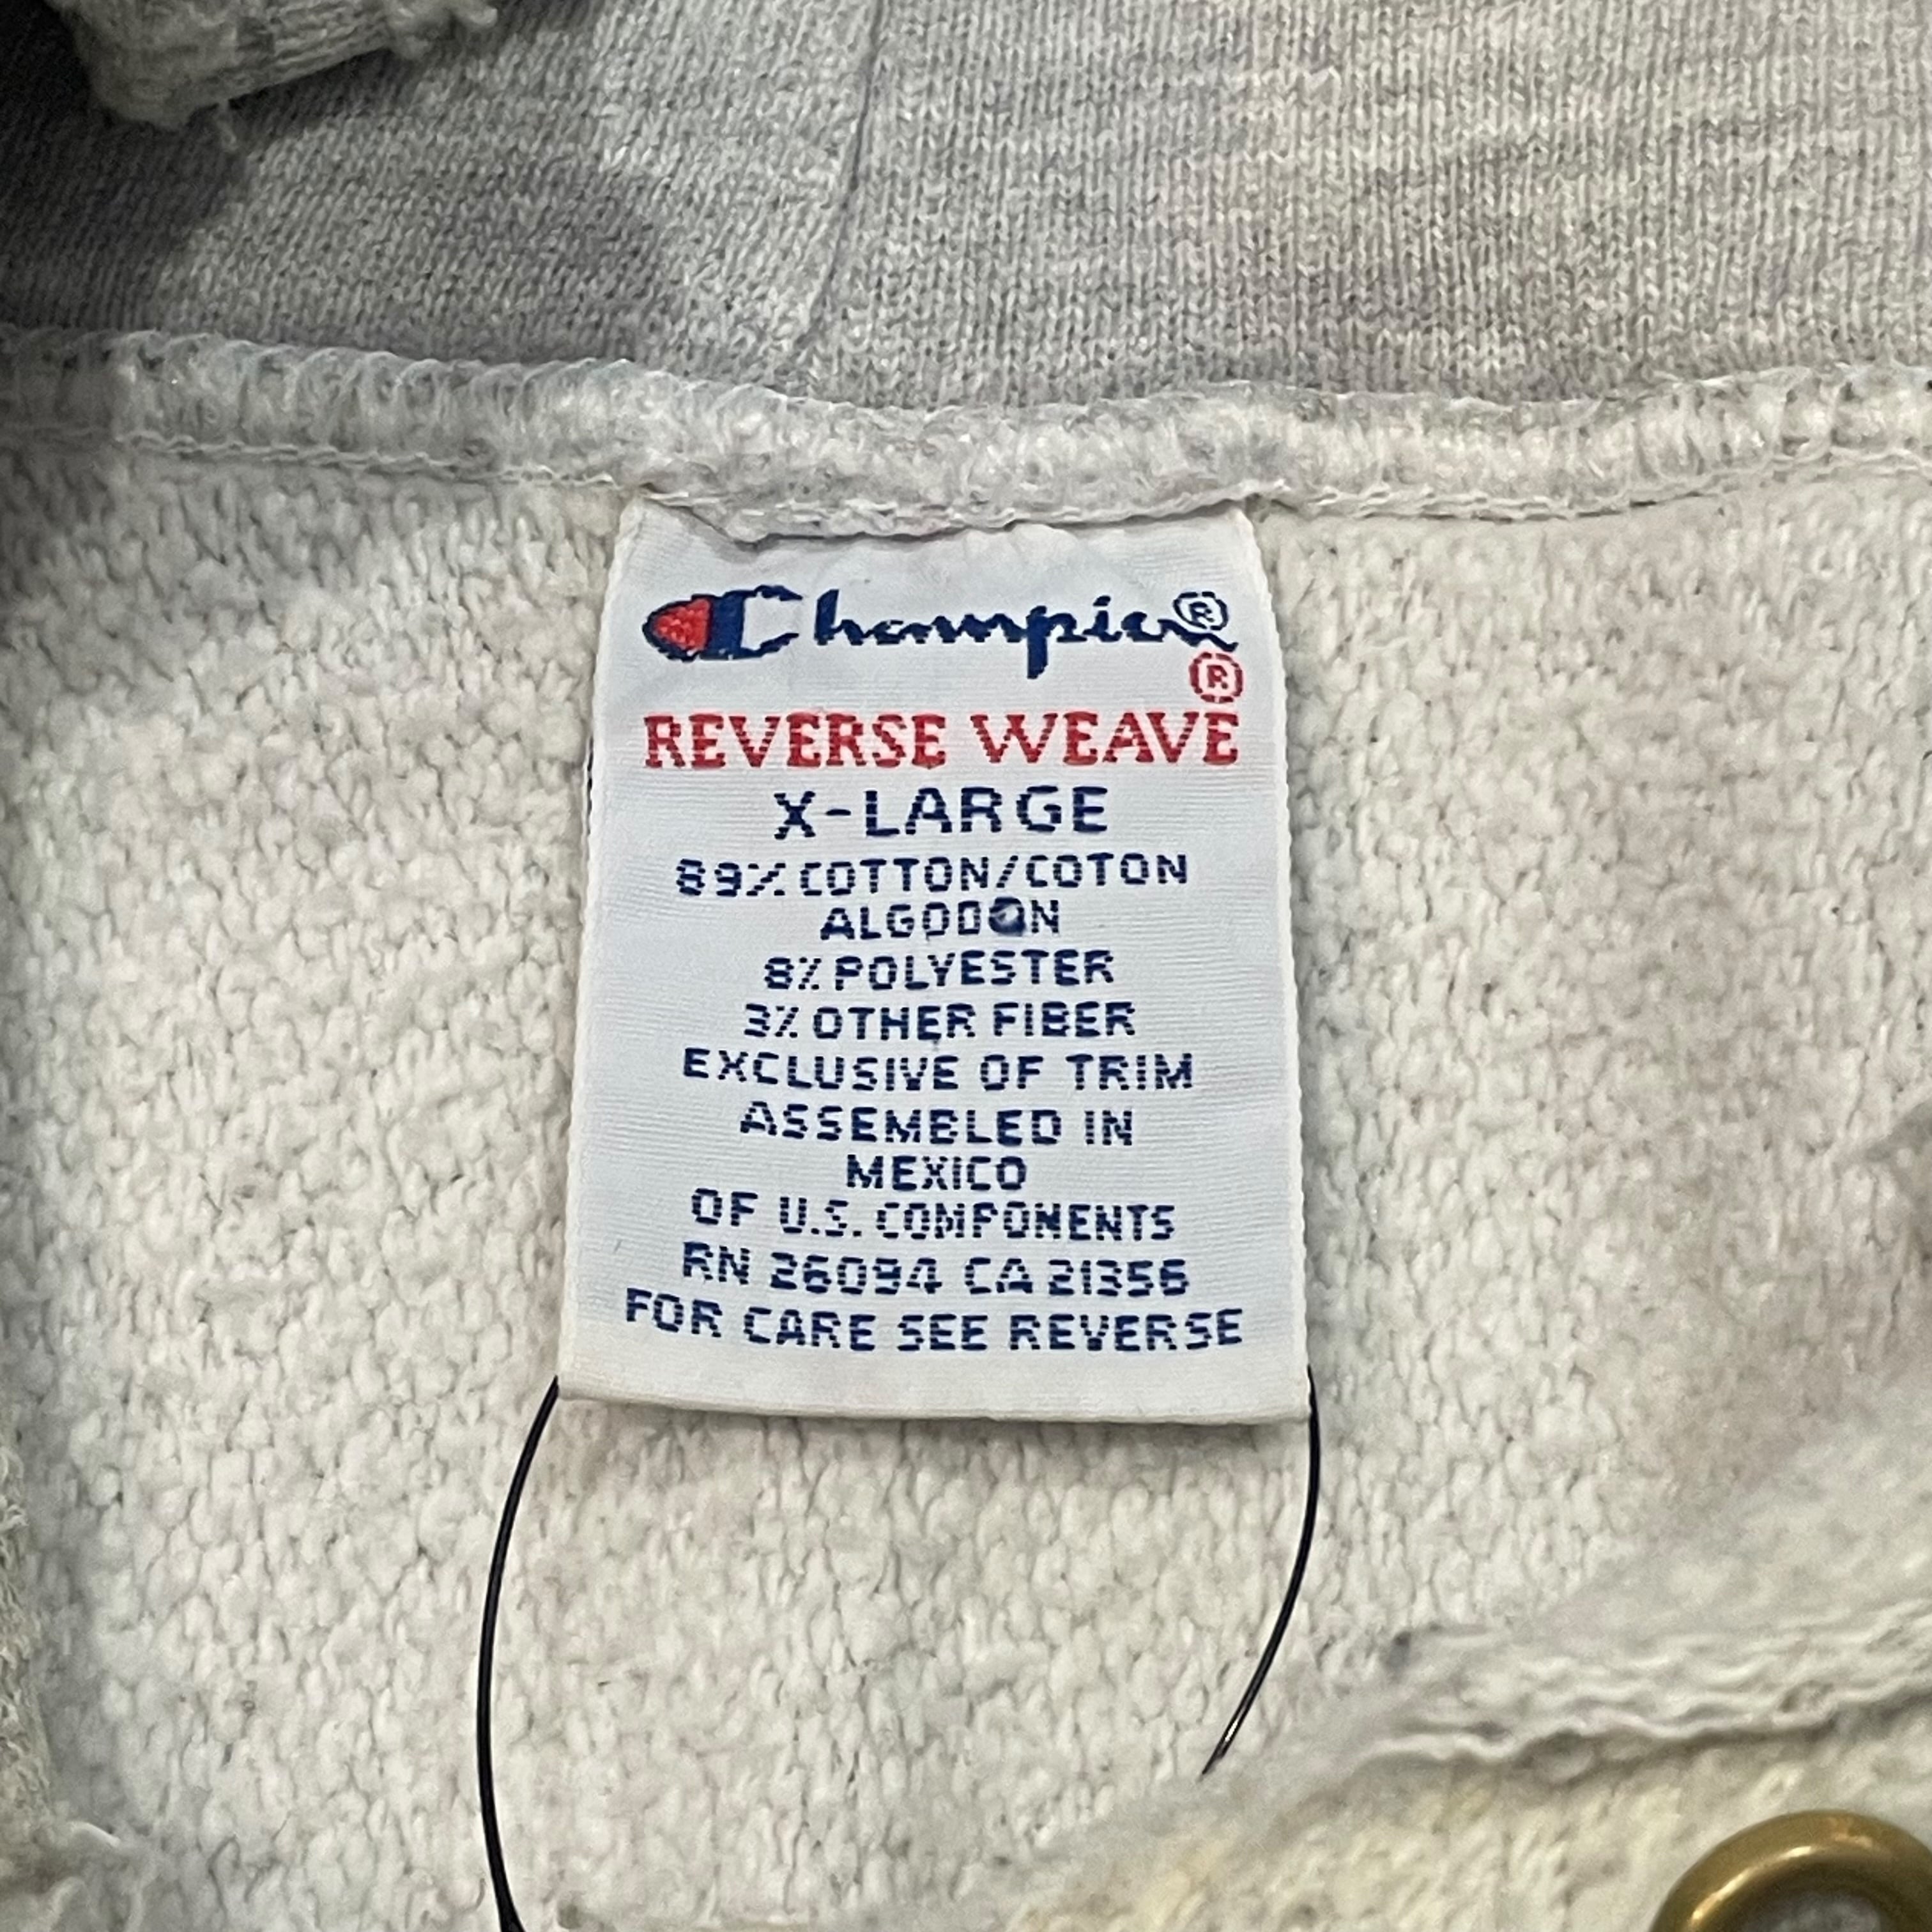 Champion®
®
REVERSE WEAVE
X-LARGE
89% COTTON/COTON
ALGODON
8% POLYESTER
3% OTHER FIBER
EXCLUSIVE OF TRIM
ASSEMBLED IN
MEXICO
OF U.S. COMPONENTS
RN 26094 CA 21356
FOR CARE SEE REVERSE